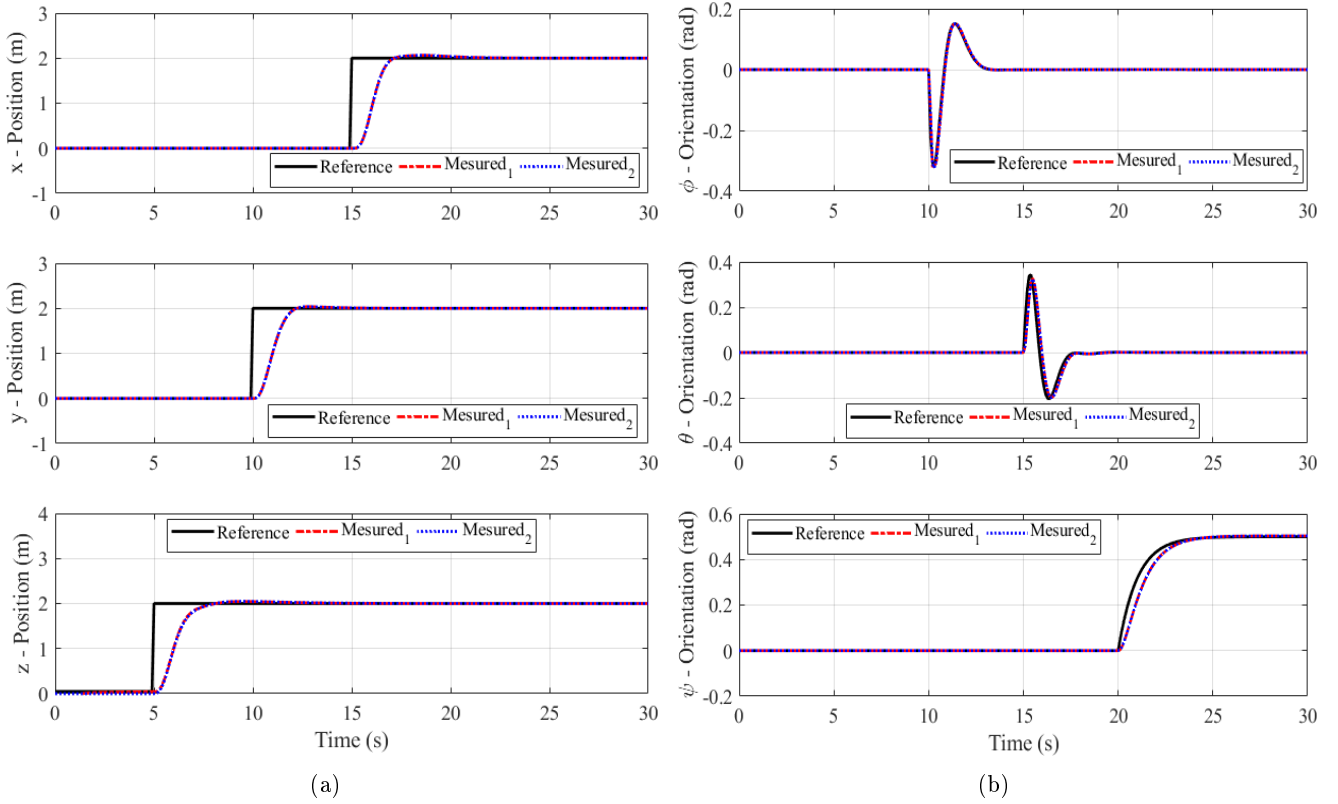 3
2
1
0
-1
x - Position (m)
Reference Mesured1 Mesured2
0 5 10 15 20 25 30
3
2
1
0
-1
y - Position (m)
Reference Mesured1 Mesured2
0 5 10 15 20 25 30
4
3
2
1
0
z - Position (m)
Reference Mesured1 Mesured2
0 5 10 15 20 25 30
Time (s)
(a)
0.2
0
-0.2
-0.4
ϕ - Orientation (rad)
Reference Mesured1 Mesured2
0 5 10 15 20 25 30
0.4
0.2
0
-0.2
-0.4
θ - Orientation (rad)
Reference Mesured1 Mesured2
0 5 10 15 20 25 30
0.6
0.4
0.2
0
-0.2
ψ - Orientation (rad)
Reference Mesured1 Mesured2
0 5 10 15 20 25 30
Time (s)
(b)